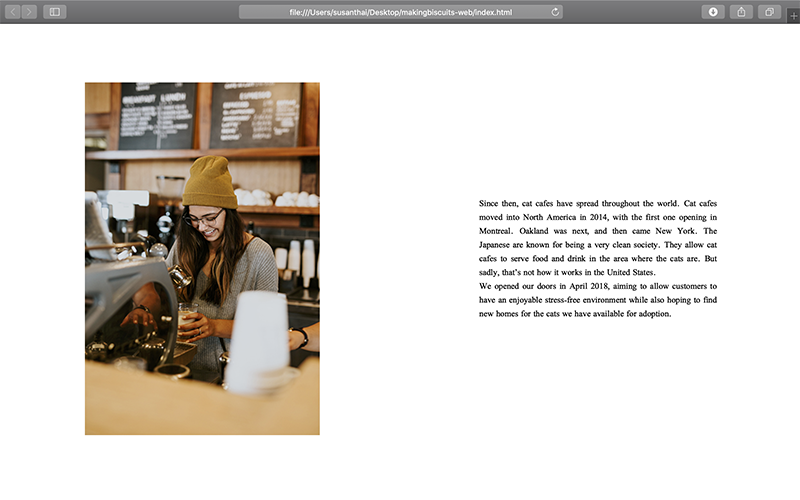 file:///Users/susanthai/Desktop/makingbiscuits-web/index.html
Since then, cat cafes have spread throughout the world. Cat cafes
moved into North America in 2014, with the first one opening in
Montreal. Oakland was next, and then came New York. The
Japanese are known for being a very clean society. They allow cat
cafes to serve food and drink in the area where the cats are. But
sadly, that's not how it works in the United States.
We opened our doors in April 2018, aiming to allow customers to
have an enjoyable stress-free environment while also hoping to find
new homes for the cats we have available for adoption.